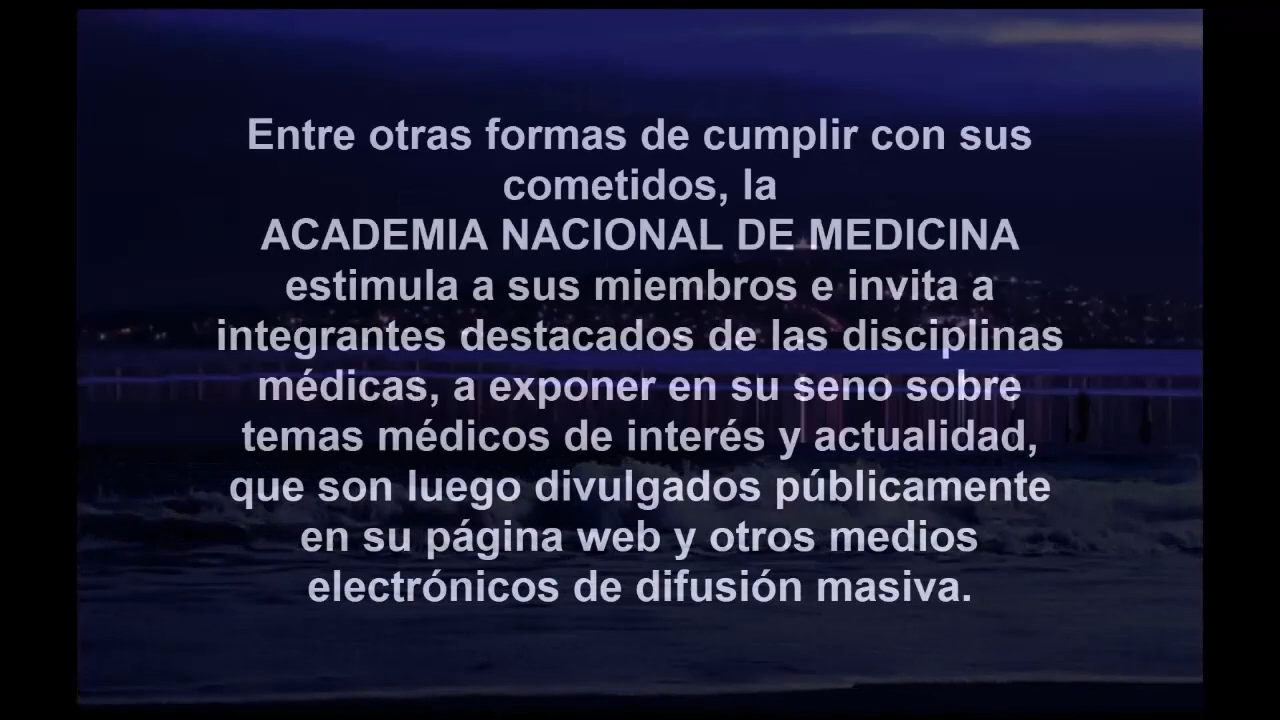 Entre otras formas de cumplir con sus
cometidos, la
ACADEMIA NACIONAL DE MEDICINA
estimula a sus miembros e invita a
integrantes destacados de las disciplinas
médicas, a exponer en su seno sobre
temas médicos de interés y actualidad,
que son luego divulgados públicamente
en su página web y otros medios
electrónicos de difusión masiva.